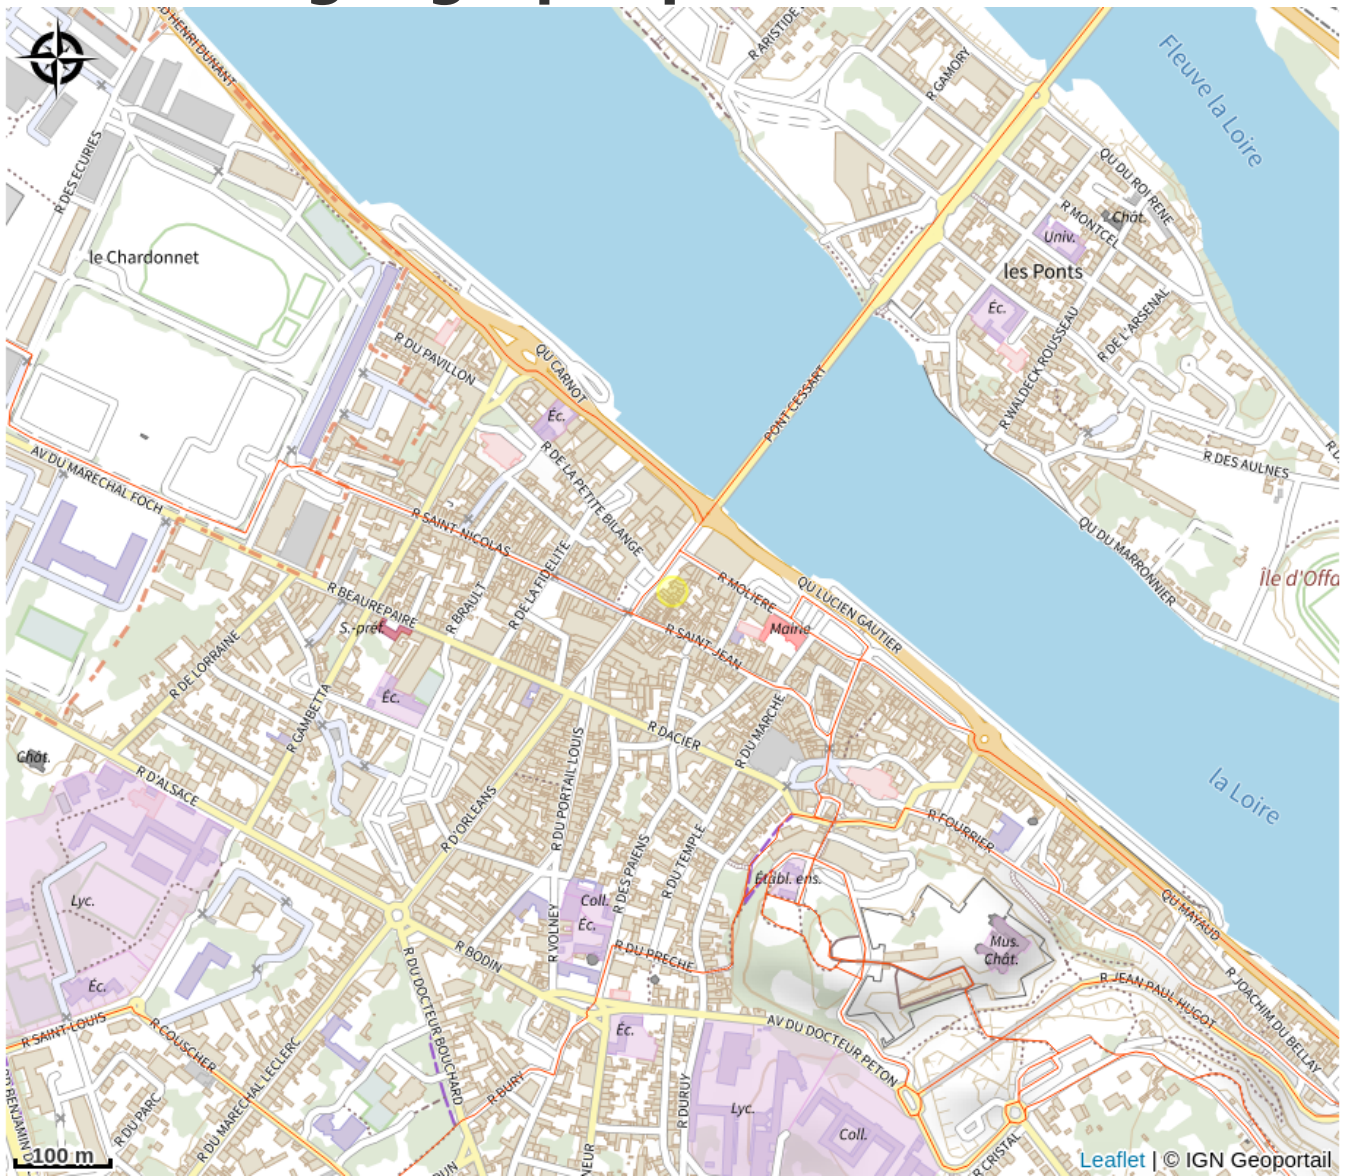 D HENRI DUNANT
R ARISTIDE
R GAMORY
Fleuve la Loire
R DES ECURIES
QU DU ROI RENE
R MONTCEL
Chât.
Univ.
le Chardonnet
les Ponts
Éc.
R DE L'ARSENAL
R WALDECK ROUSSEAU
R DU PAVILLON
QU CARNOT
PONT CESSART
Éc.
R DE LA PETITE BILANGE
AV DU MARECHAL FOCH
R DES AULNES
R SAINT-NICOLAS
QU DU MARRONNIER
Île d'Offa
R BEAUREPAIRE
R BRAULT
R DE LA FIDELITE
R MOLIERE
QU LUCIEN GAUTIER
S.-préf.
Mairie
R SAINT-JEAN
R DE LORRAINE
Éc.
R GAMBETTA
R DU MARCHE
R DACIER
Chât.
R D'ALSACE
R D'ORLEANS
R DU PORTAIL LOUIS
la Loire
R FOURRIER
R DES PAIENS
R DU TEMPLE
Établ. ens.
Lyc.
Coll.
Éc.
QU MAYAUD
R VOLNEY
R BODIN
R DU PRECHE
Mus.
Chât.
Éc.
R DU DOCTEUR BOUCHARD
R JEAN PAUL HUGOT
R JOACHIM DU BELLAY
R SAINT-LOUIS
R COUSCHER
Éc.
AV DU DOCTEUR PETON
R DU MARECHAL LECLERC
R BURY
R DURUY
Lyc.
Coll.
R DU PARC
BENJAMIN D
NEUR
R CRISTAL
100 m
Leaflet | © IGN Geoportail